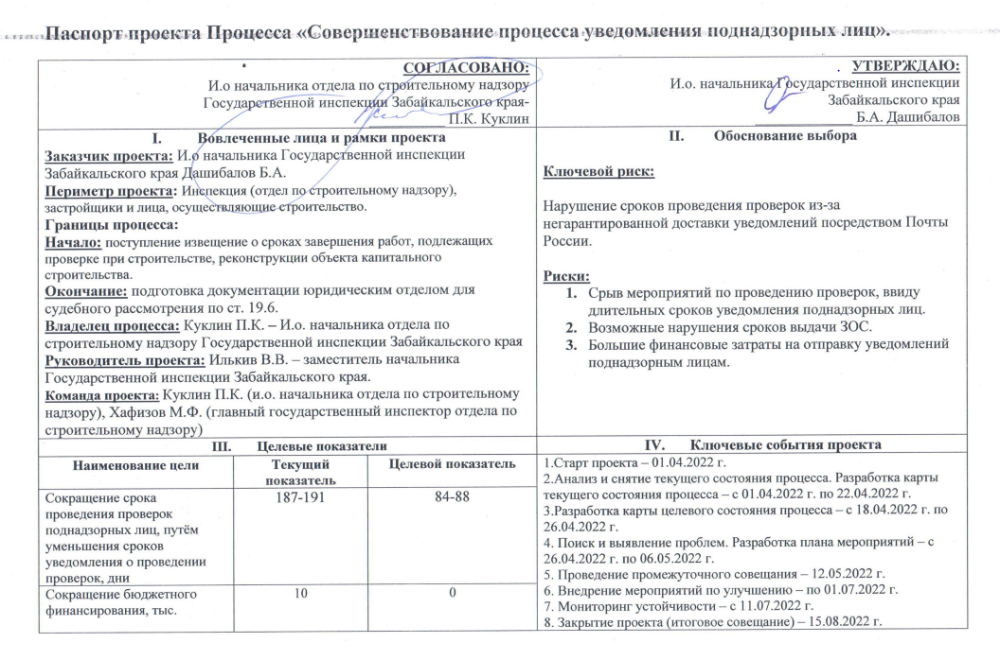 Паспорт проекта Процесса «Совершенствование процесса уведомления поднадзорных лиц».
СОГЛАСОВАНО:
И.о начальника отдела по строительному надзору
Государственной инспекции Забайкальского края-
_______________ П.К. Куклин
УТВЕРЖДАЮ:
И.о. начальника Государственной инспекции
Забайкальского края
_______________ Б.А. Дашибалов
I. Вовлеченные лица и рамки проекта
Заказчик проекта: И.о начальника Государственной инспекции
Забайкальского края Дашибалов Б.А.
Периметр проекта: Инспекция (отдел по строительному надзору),
застройщики и лица, осуществляющие строительство.
Границы процесса:
Начало: поступление извещение о сроках завершения работ, подлежащих
проверке при строительстве, реконструкции объекта капитального
строительства.
Окончание: подготовка документации юридическим отделом для
судебного рассмотрения по ст. 19.6.
Владелец процесса: Куклин П.К. – И.о. начальника отдела по
строительному надзору Государственной инспекции Забайкальского края
Руководитель проекта: Илькив В.В. – заместитель начальника
Государственной инспекции Забайкальского края.
Команда проекта: Куклин П.К. (и.о. начальника отдела по строительному
надзору), Хафизов М.Ф. (главный государственный инспектор отдела по
строительному надзору)
II. Обоснование выбора
Ключевой риск:
Нарушение сроков проведения проверок из-за
негарантированной доставки уведомлений посредством Почты
России.
Риски:
1. Срыв мероприятий по проведению проверок, ввиду
длительных сроков уведомления поднадзорных лиц.
2. Возможные нарушения сроков выдачи ЗОС.
3. Большие финансовые затраты на отправку уведомлений
поднадзорным лицам.
III. Целевые показатели
Наименование цели
Текущий
показатель
Целевой показатель
Сокращение срока
проведения проверок
поднадзорных лиц, путём
уменьшения сроков
уведомления о проведении
проверок, дни
187-191
84-88
Сокращение бюджетного
финансирования, тыс.
10
0
IV. Ключевые события проекта
1.Старт проекта – 01.04.2022 г.
2.Анализ и снятие текущего состояния процесса. Разработка карты
текущего состояния процесса – с 01.04.2022 г. по 22.04.2022 г.
3.Разработка карты целевого состояния процесса – с 18.04.2022 г. по
26.04.2022 г.
4. Поиск и выявление проблем. Разработка плана мероприятий – с
26.04.2022 г. по 06.05.2022 г.
5. Проведение промежуточного совещания – 12.05.2022 г.
6. Внедрение мероприятий по улучшению – по 01.07.2022 г.
7. Мониторинг устойчивости – с 11.07.2022 г.
8. Закрытие проекта (итоговое совещание) – 15.08.2022 г.